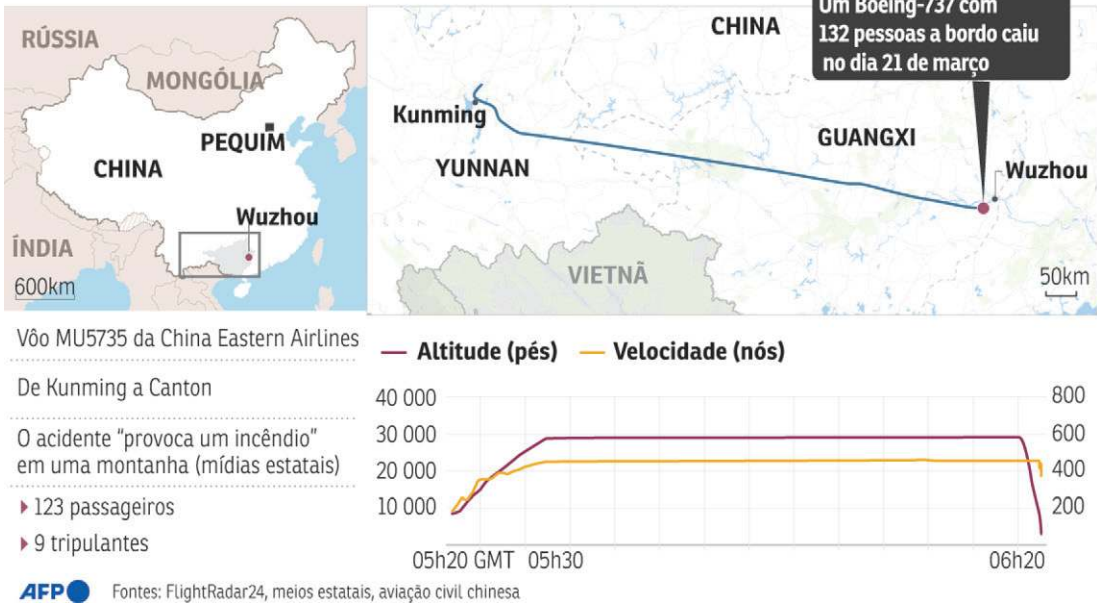 Um Boeing-737 com
132 pessoas a bordo caiu
no dia 21 de março
RÚSSIA
MONGÓLIA
PEQUIM
CHINA
Wuzhou
ÍNDIA
600km
CHINA
Kunming
YUNNAN
GUANGXI
Wuzhou
VIETNÃ
50km
Vôo MU5735 da China Eastern Airlines
De Kunming a Canton
O acidente “provoca um incêndio”
em uma montanha (mídias estatais)
123 passageiros
9 tripulantes
Altitude (pés) Velocidade (nós)
40 000 800
30 000 600
20 000 400
10 000 200
05h20 GMT 05h30 06h20
AFP Fontes: FlightRadar24, meios estatais, aviação civil chinesa